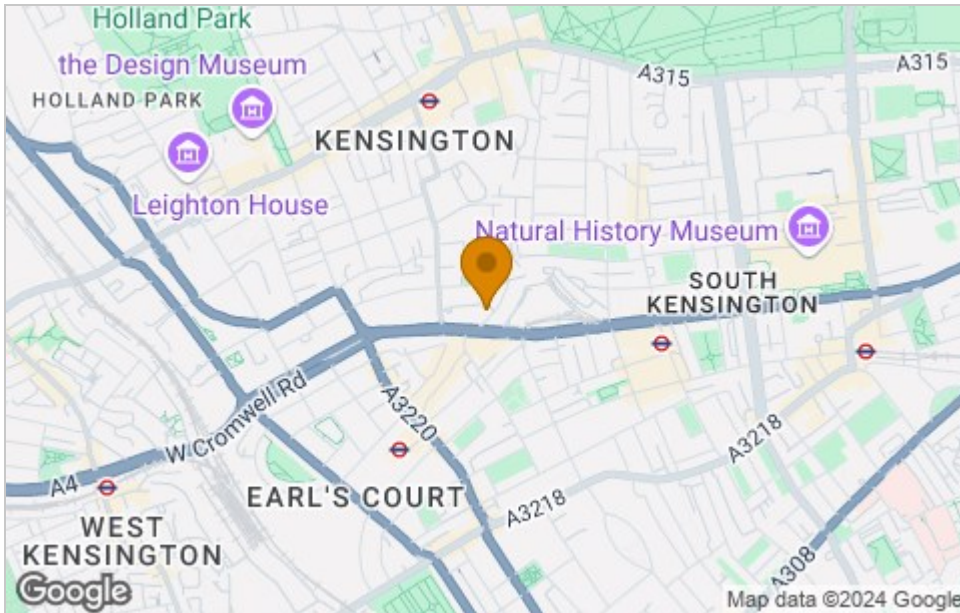 Holland Park
the Design Museum
A315
A315
HOLLAND PARK
KENSINGTON
Leighton House
Natural History Museum
SOUTH
KENSINGTON
W Cromwell Rd
A3220
A3218
A4
EARL'S COURT
A3218
WEST
KENSINGTON
A308
Google
Map data ©2024 Google